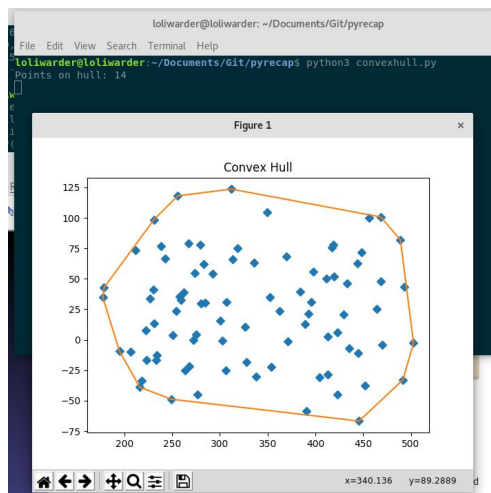 loliwarder@loliwarder: ~/Documents/Git/pyrecap
File Edit View Search Terminal Help
loliwarder@loliwarder:~/Documents/Git/pyrecap$ python3 convexhull.py
Points on hull: 14
Figure 1 ×
Convex Hull
125
100
75
50
25
0
−25
−50
−75
200 250 300 350 400 450 500
x=340.136 y=89.2889